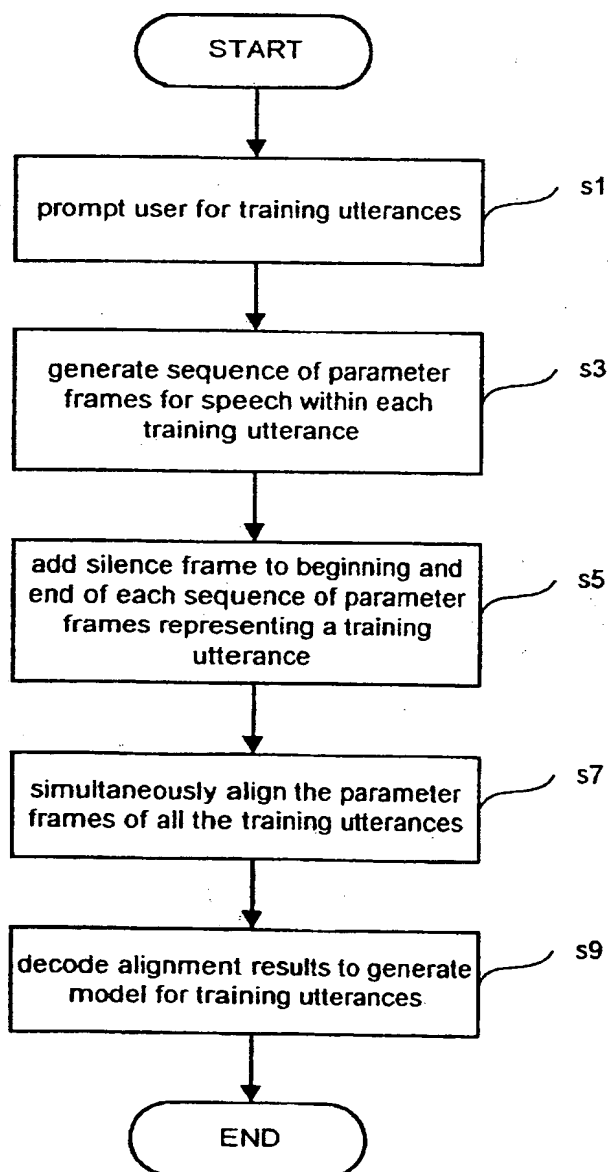 START
prompt user for training utterances
s1
generate sequence of parameter
frames for speech within each
training utterance
s3
add silence frame to beginning and
end of each sequence of parameter
frames representing a training
utterance
s5
simultaneously align the parameter
frames of all the training utterances
s7
decode alignment results to generate
model for training utterances
s9
END